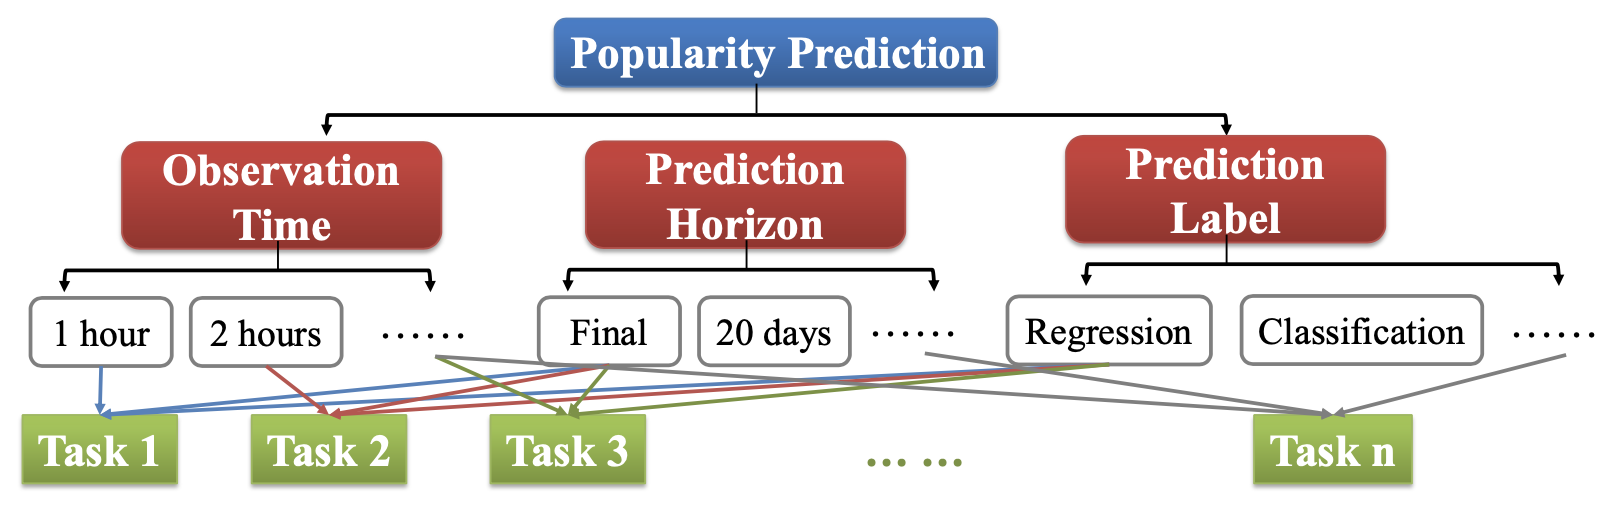 Popularity Prediction
Observation
Time
Prediction
Horizon
Prediction
Label
1 hour
2 hours
……
Final
20 days
……
Regression
Classification
……
Task 1
Task 2
Task 3
… …
Task n